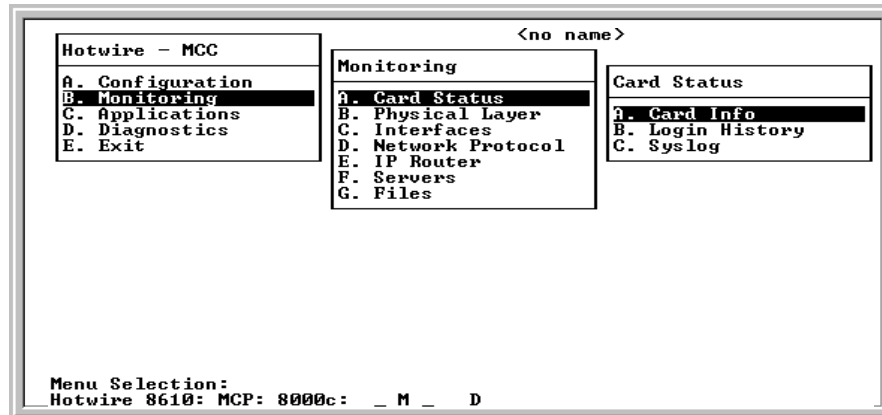 <no name>
Hotwire - MCC
A. Configuration
B. Monitoring
C. Applications
D. Diagnostics
E. Exit
Monitoring
A. Card Status
B. Physical Layer
C. Interfaces
D. Network Protocol
E. IP Router
F. Servers
G. Files
Card Status
A. Card Info
B. Login History
C. Syslog
Menu Selection:
Hotwire 8610: MCP: 8000c: _ M _ D